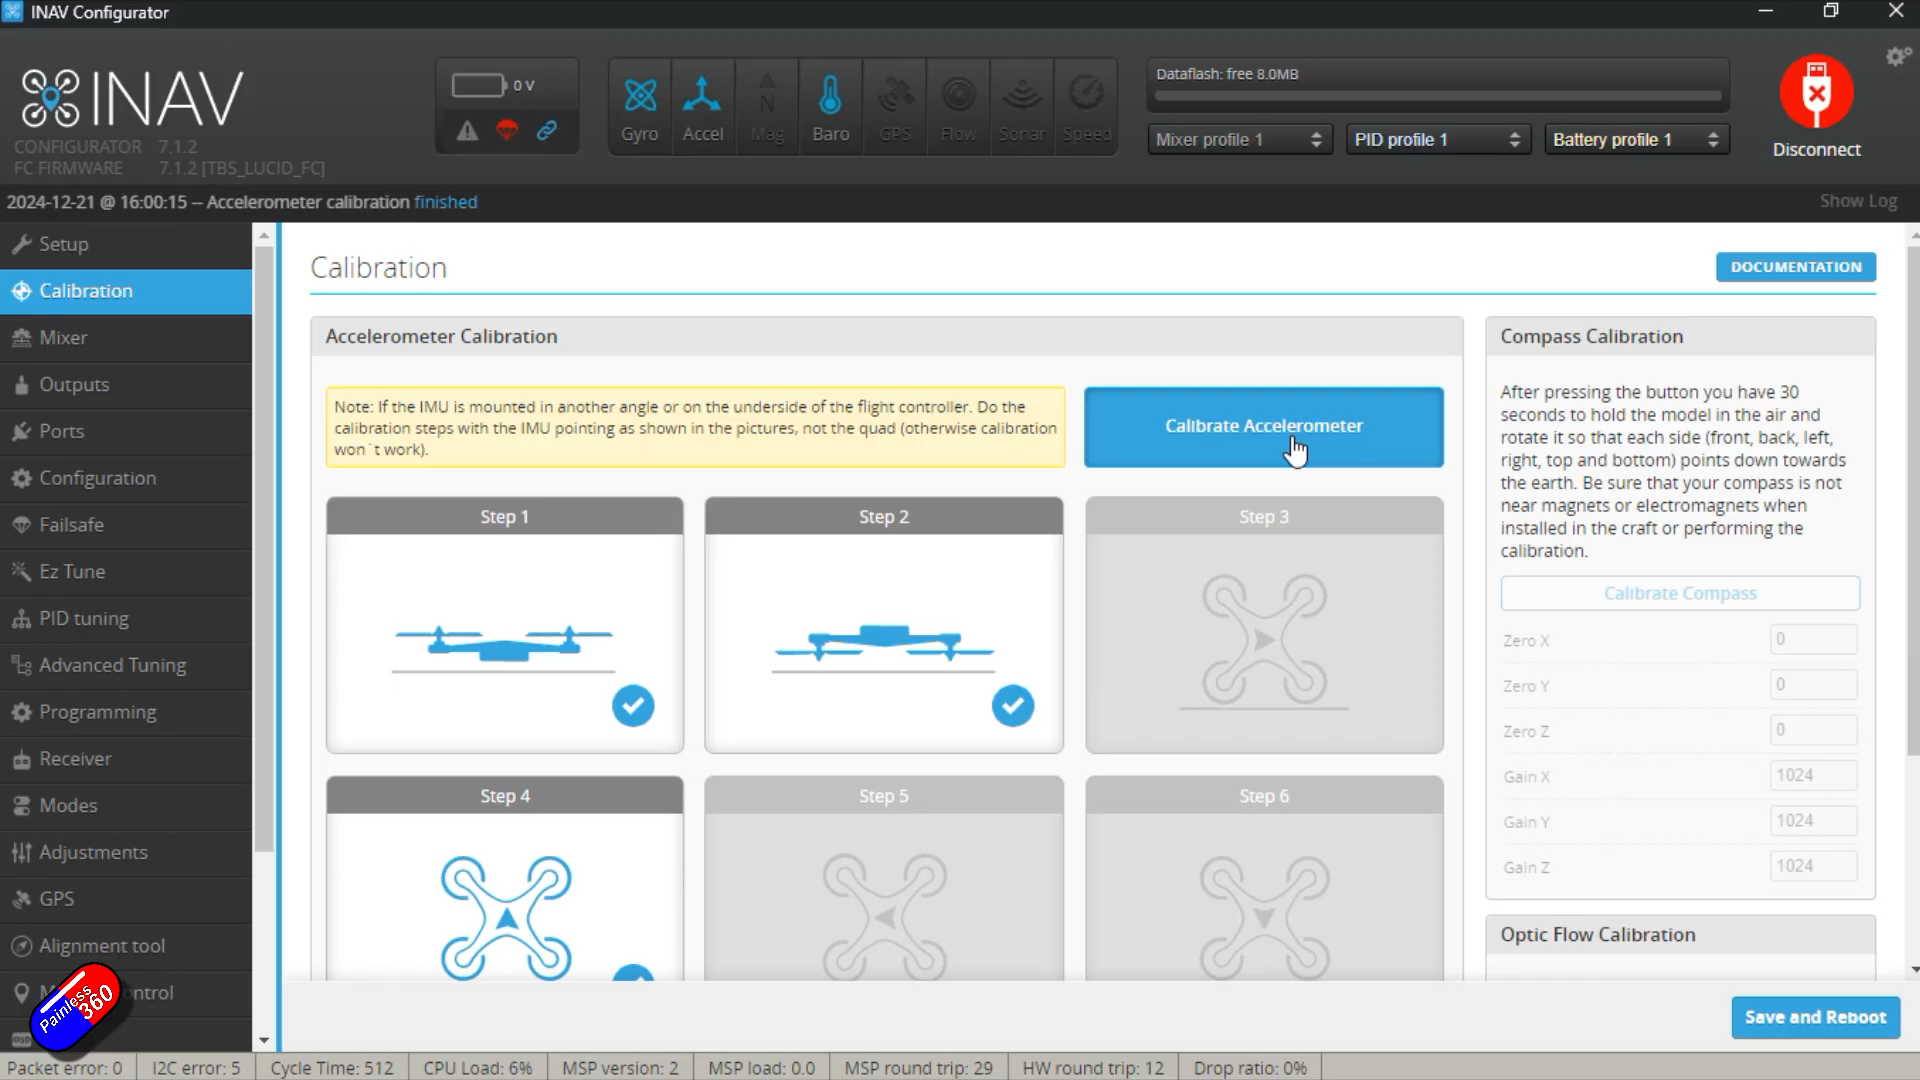 INAV Configurator
INAV
CONFIGURATOR 7.1.2
FC FIRMWARE 7.1.2 [TBS_LUCID_FC]
0 V
Gyro
Accel
Mag
Baro
GPS
Flow
Sonar
Speed
Dataflash: free 8.0MB
Mixer profile 1
PID profile 1
Battery profile 1
Disconnect
2024-12-21 @ 16:00:15 -- Accelerometer calibration finished
Show Log
Setup
Calibration
Mixer
Outputs
Ports
Configuration
Failsafe
Ez Tune
PID tuning
Advanced Tuning
Programming
Receiver
Modes
Adjustments
GPS
Alignment tool
ontrol
Painless
360
Calibration
DOCUMENTATION
Accelerometer Calibration
Note: If the IMU is mounted in another angle or on the underside of the flight controller. Do the
calibration steps with the IMU pointing as shown in the pictures, not the quad (otherwise calibration
won´t work).
Calibrate Accelerometer
Step 1
Step 2
Step 3
Step 4
Step 5
Step 6
Compass Calibration
After pressing the button you have 30
seconds to hold the model in the air and
rotate it so that each side (front, back, left,
right, top and bottom) points down towards
the earth. Be sure that your compass is not
near magnets or electromagnets when
installed in the craft or performing the
calibration.
Calibrate Compass
Zero X 0
Zero Y 0
Zero Z 0
Gain X 1024
Gain Y 1024
Gain Z 1024
Optic Flow Calibration
Save and Reboot
Packet error: 0
I2C error: 5
Cycle Time: 512
CPU Load: 6%
MSP version: 2
MSP load: 0.0
MSP round trip: 29
HW round trip: 12
Drop ratio: 0%